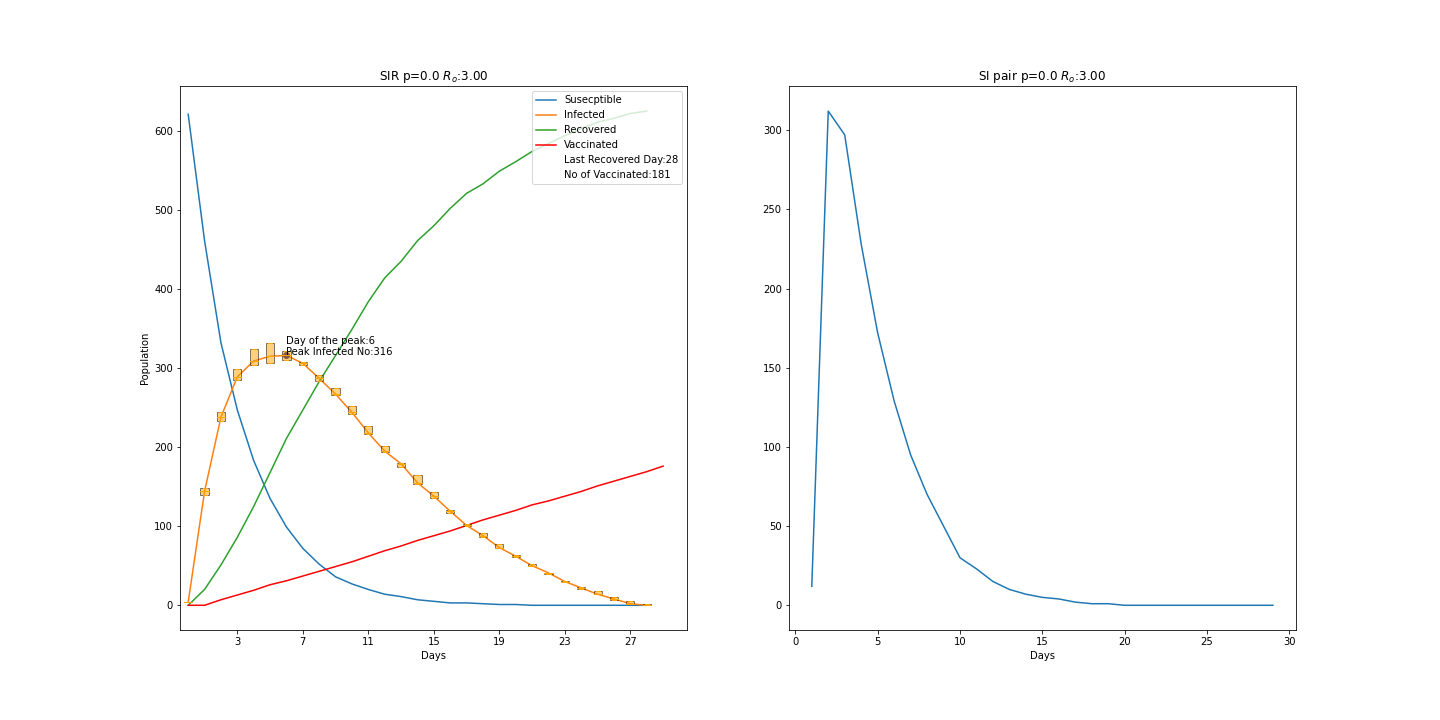 SIR p=0.0 Rₒ:3.00
Susecptible
Infected
Recovered
Vaccinated
Last Recovered Day:28
No of Vaccinated:181
600
500
400
300
200
100
0
Population
Day of the peak:6
Peak Infected No:316
3 7 11 15 19 23 27
Days
SI pair p=0.0 Rₒ:3.00
300
250
200
150
100
50
0
0 5 10 15 20 25 30
Days